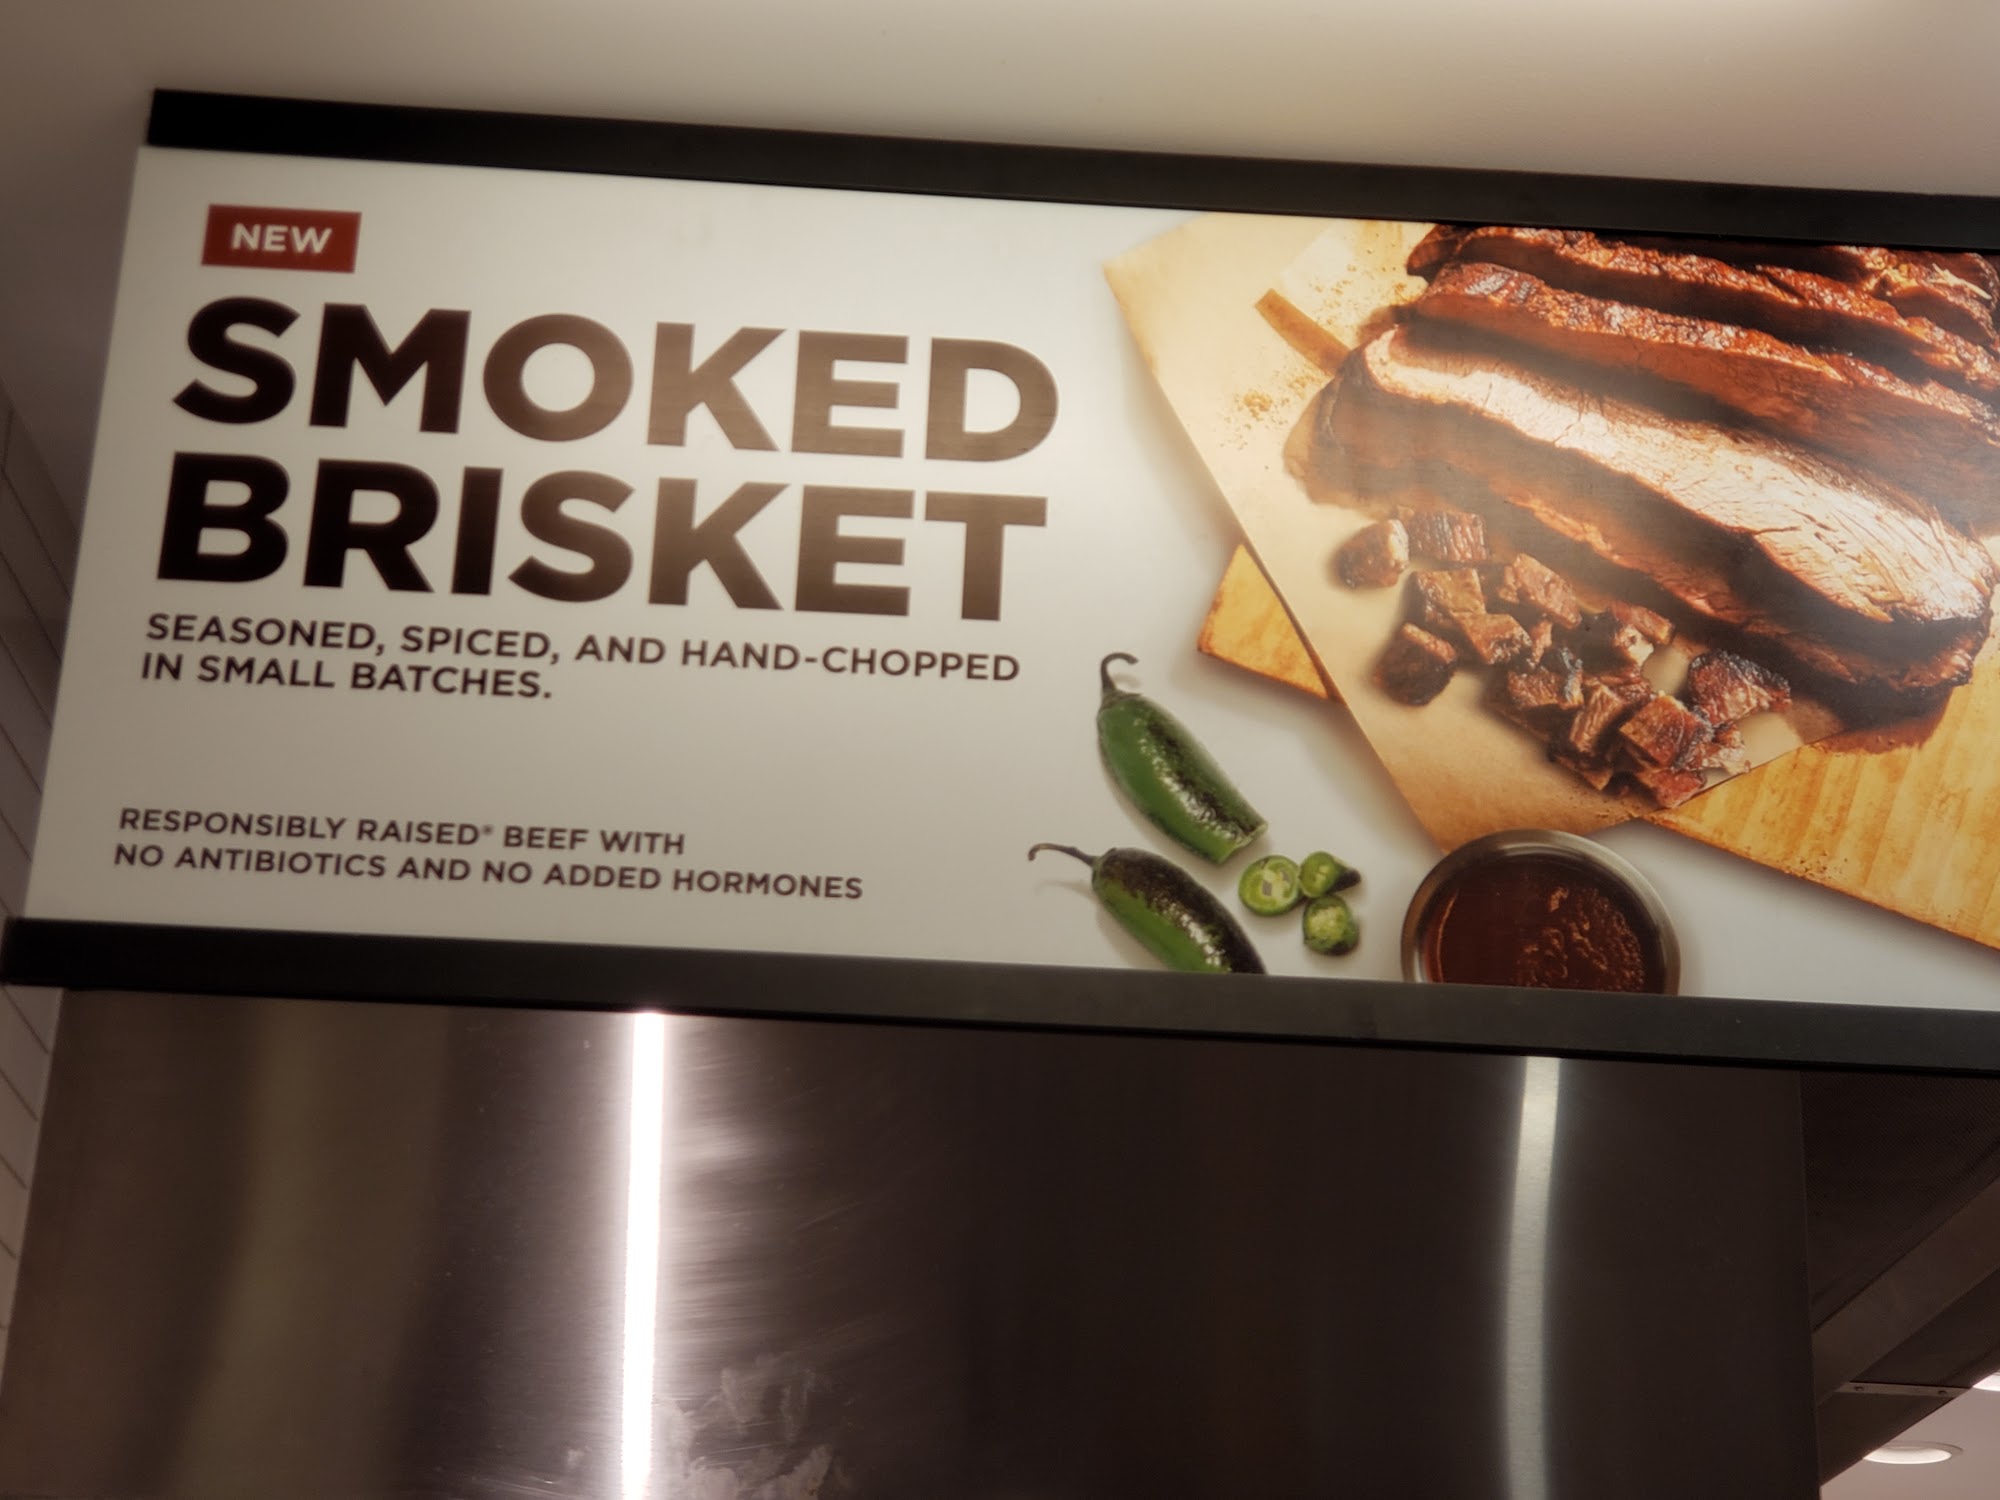 NEW
SMOKED
BRISKET
SEASONED, SPICED, AND HAND-CHOPPED
IN SMALL BATCHES.
RESPONSIBLY RAISED® BEEF WITH
NO ANTIBIOTICS AND NO ADDED HORMONES